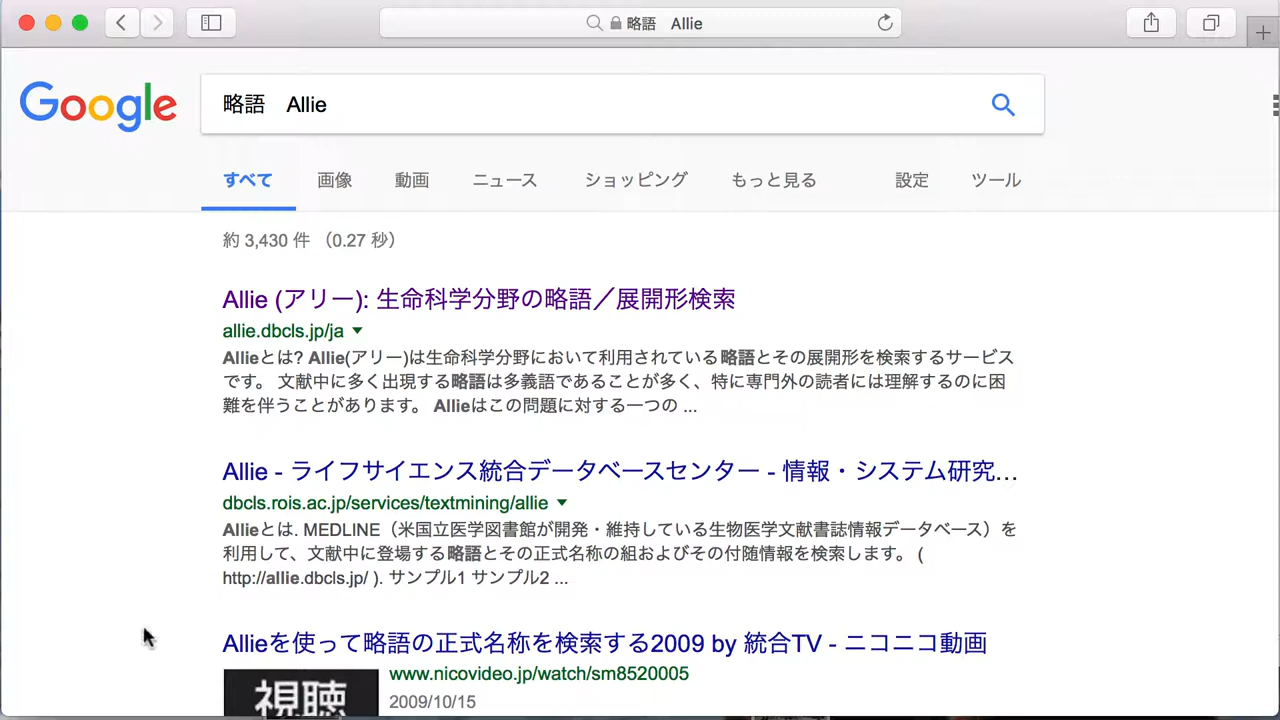 略語　Allie
Google
略語　Allie
すべて 画像 動画 ニュース ショッピング もっと見る 設定 ツール
約 3,430 件 （0.27 秒）
Allie (アリー): 生命科学分野の略語／展開形検索
allie.dbcls.jp/ja
Allieとは? Allie(アリー)は生命科学分野において利用されている略語とその展開形を検索するサービス
です。 文献中に多く出現する略語は多義語であることが多く、特に専門外の読者には理解するのに困
難を伴うことがあります。 Allieはこの問題に対する一つの ...
Allie - ライフサイエンス統合データベースセンター - 情報・システム研究...
dbcls.rois.ac.jp/services/textmining/allie
Allieとは. MEDLINE（米国立医学図書館が開発・維持している生物医学文献書誌情報データベース）を
利用して、文献中に登場する略語とその正式名称の組およびその付随情報を検索します。 (
http://allie.dbcls.jp/ ). サンプル1 サンプル2 ...
Allieを使って略語の正式名称を検索する2009 by 統合TV - ニコニコ動画
www.nicovideo.jp/watch/sm8520005
視聴
2009/10/15